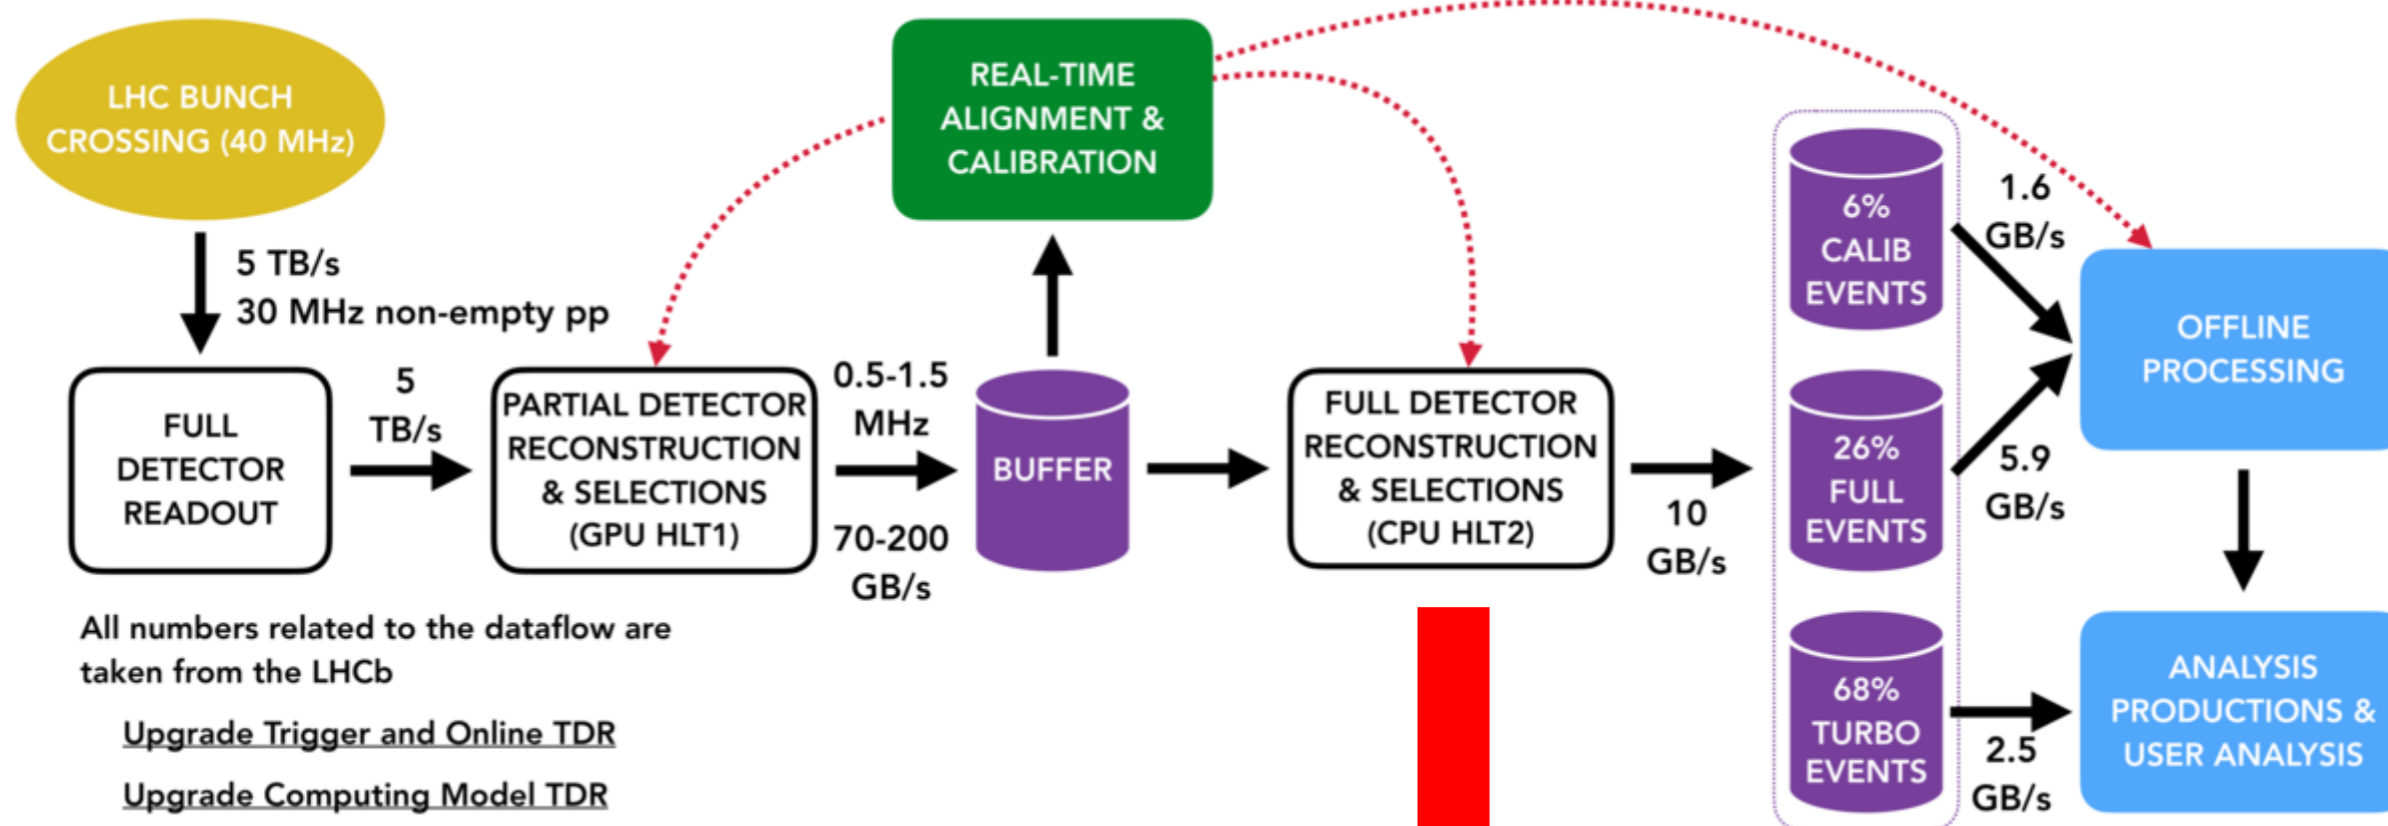 LHC BUNCH
CROSSING (40 MHz)
5 TB/s
30 MHz non-empty pp
FULL
DETECTOR
READOUT
5
TB/s
PARTIAL DETECTOR
RECONSTRUCTION
& SELECTIONS
(GPU HLT1)
0.5-1.5
MHz
70-200
GB/s
BUFFER
REAL-TIME
ALIGNMENT &
CALIBRATION
FULL DETECTOR
RECONSTRUCTION
& SELECTIONS
(CPU HLT2)
10
GB/s
6%
CALIB
EVENTS
1.6
GB/s
26%
FULL
EVENTS
5.9
GB/s
68%
TURBO
EVENTS
2.5
GB/s
OFFLINE
PROCESSING
ANALYSIS
PRODUCTIONS &
USER ANALYSIS
All numbers related to the dataflow are
taken from the LHCb
Upgrade Trigger and Online TDR
Upgrade Computing Model TDR